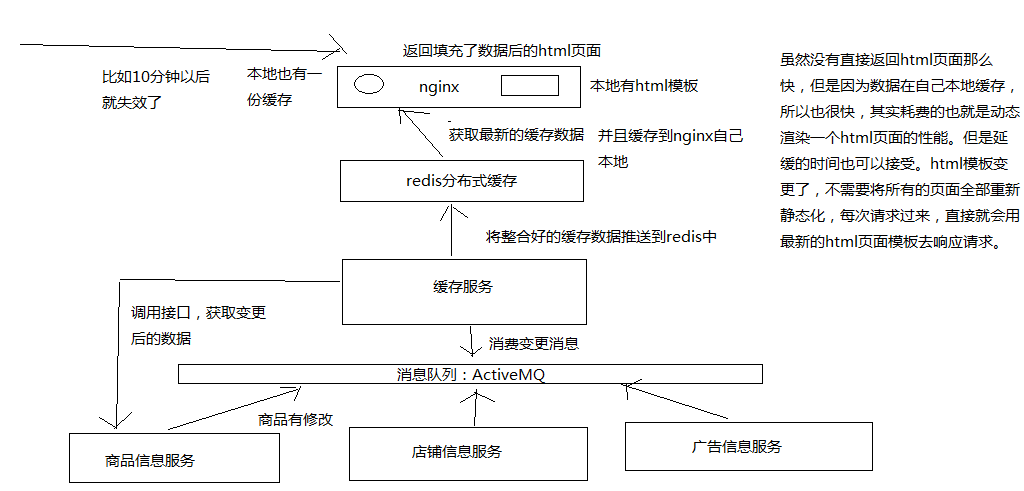 返回填充了数据后的html页面
比如10分钟以后
就失效了
本地也有一
份缓存
nginx
本地有html模板
获取最新的缓存数据
并且缓存到nginx自己
本地
redis分布式缓存
将整合好的缓存数据推送到redis中
缓存服务
调用接口，获取变更
后的数据
消费变更消息
消息队列：ActiveMQ
商品有修改
商品信息服务
店铺信息服务
广告信息服务
虽然没有直接返回html页面那么
快，但是因为数据在自己本地缓存，
所以也很快，其实耗费的也就是动态
渲染一个html页面的性能。但是延
缓的时间也可以接受。html模板变
更了，不需要将所有的页面全部重新
静态化，每次请求过来，直接就会用
最新的html页面模板去响应请求。